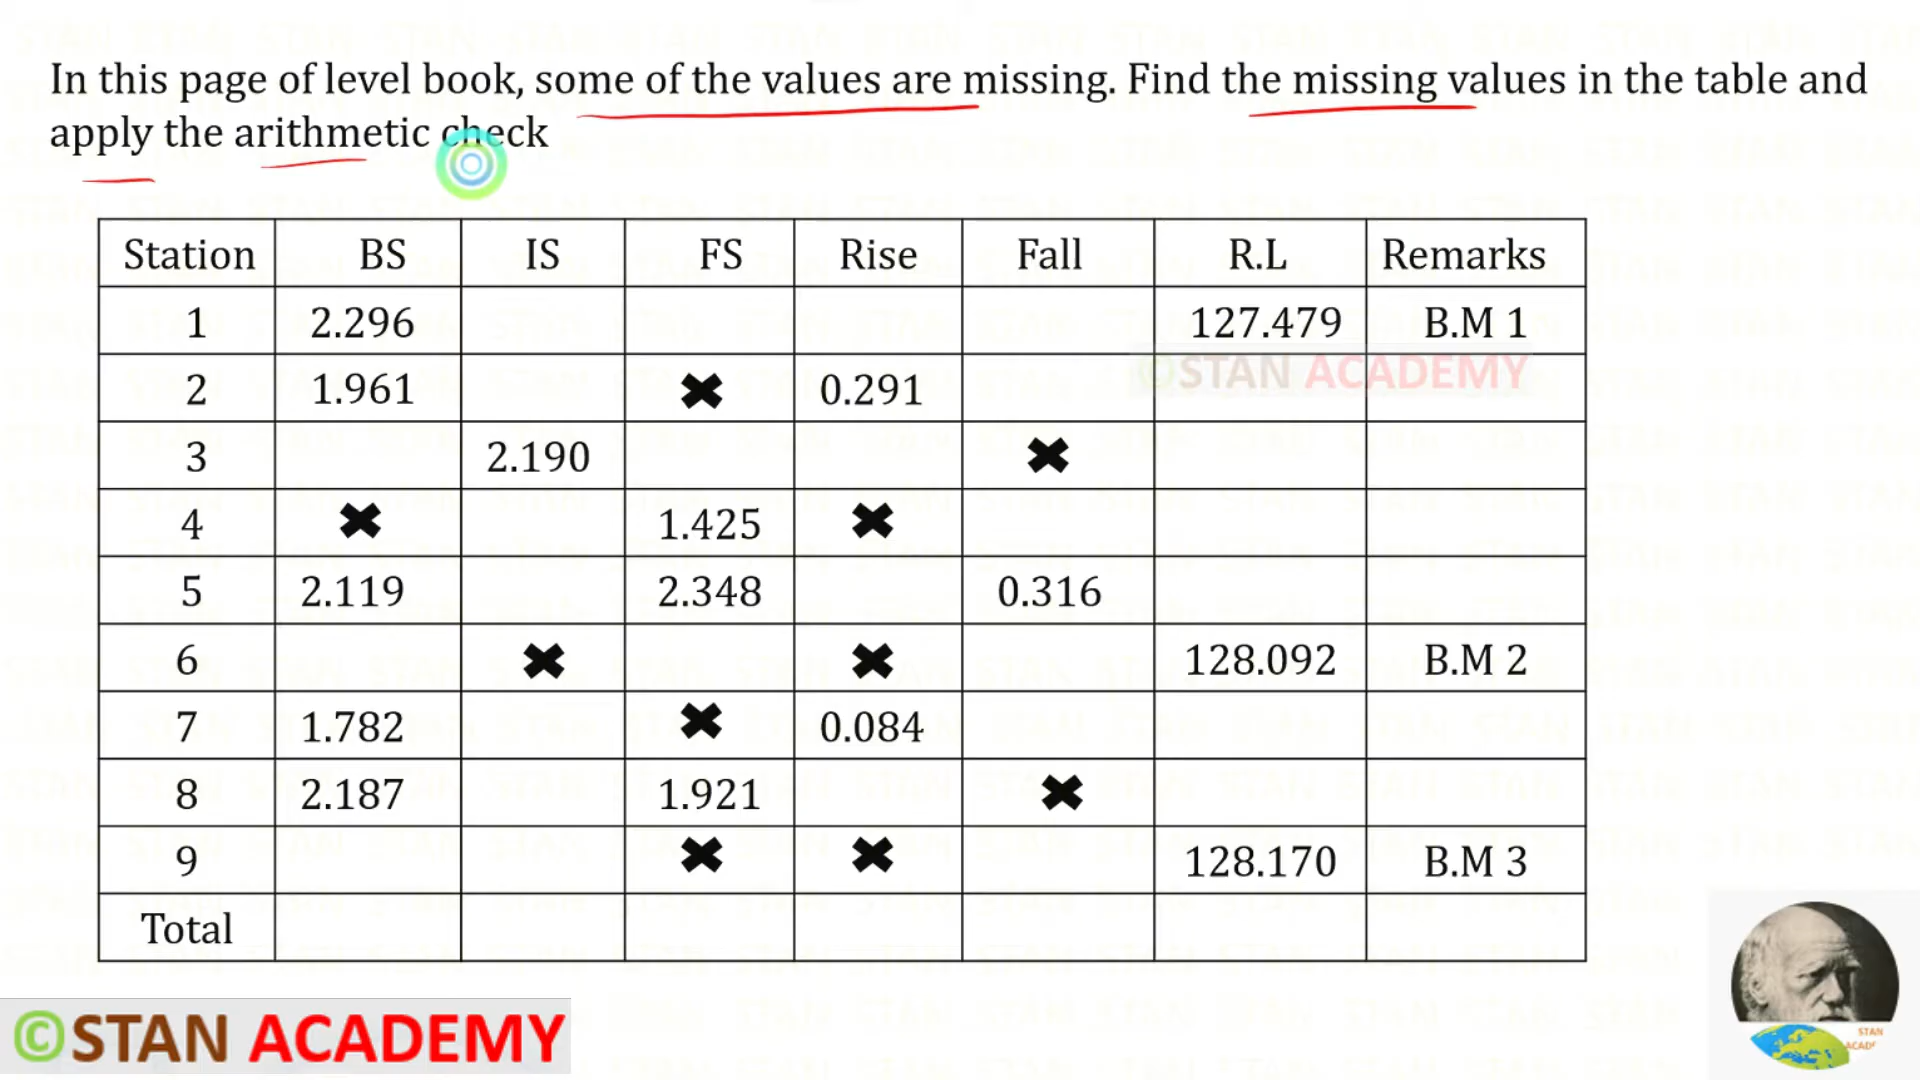 In this page of level book, some of the values are missing. Find the missing values in the table and
apply the arithmetic check
Station BS IS FS Rise Fall R.L Remarks
1 2.296 127.479 B.M 1
©STAN ACADEMY
2 1.961 ✖ 0.291
3 2.190 ✖
4 ✖ 1.425 ✖
5 2.119 2.348 0.316
6 ✖ ✖ 128.092 B.M 2
7 1.782 ✖ 0.084
8 2.187 1.921 ✖
9 ✖ ✖ 128.170 B.M 3
Total
©STAN ACADEMY
STAN